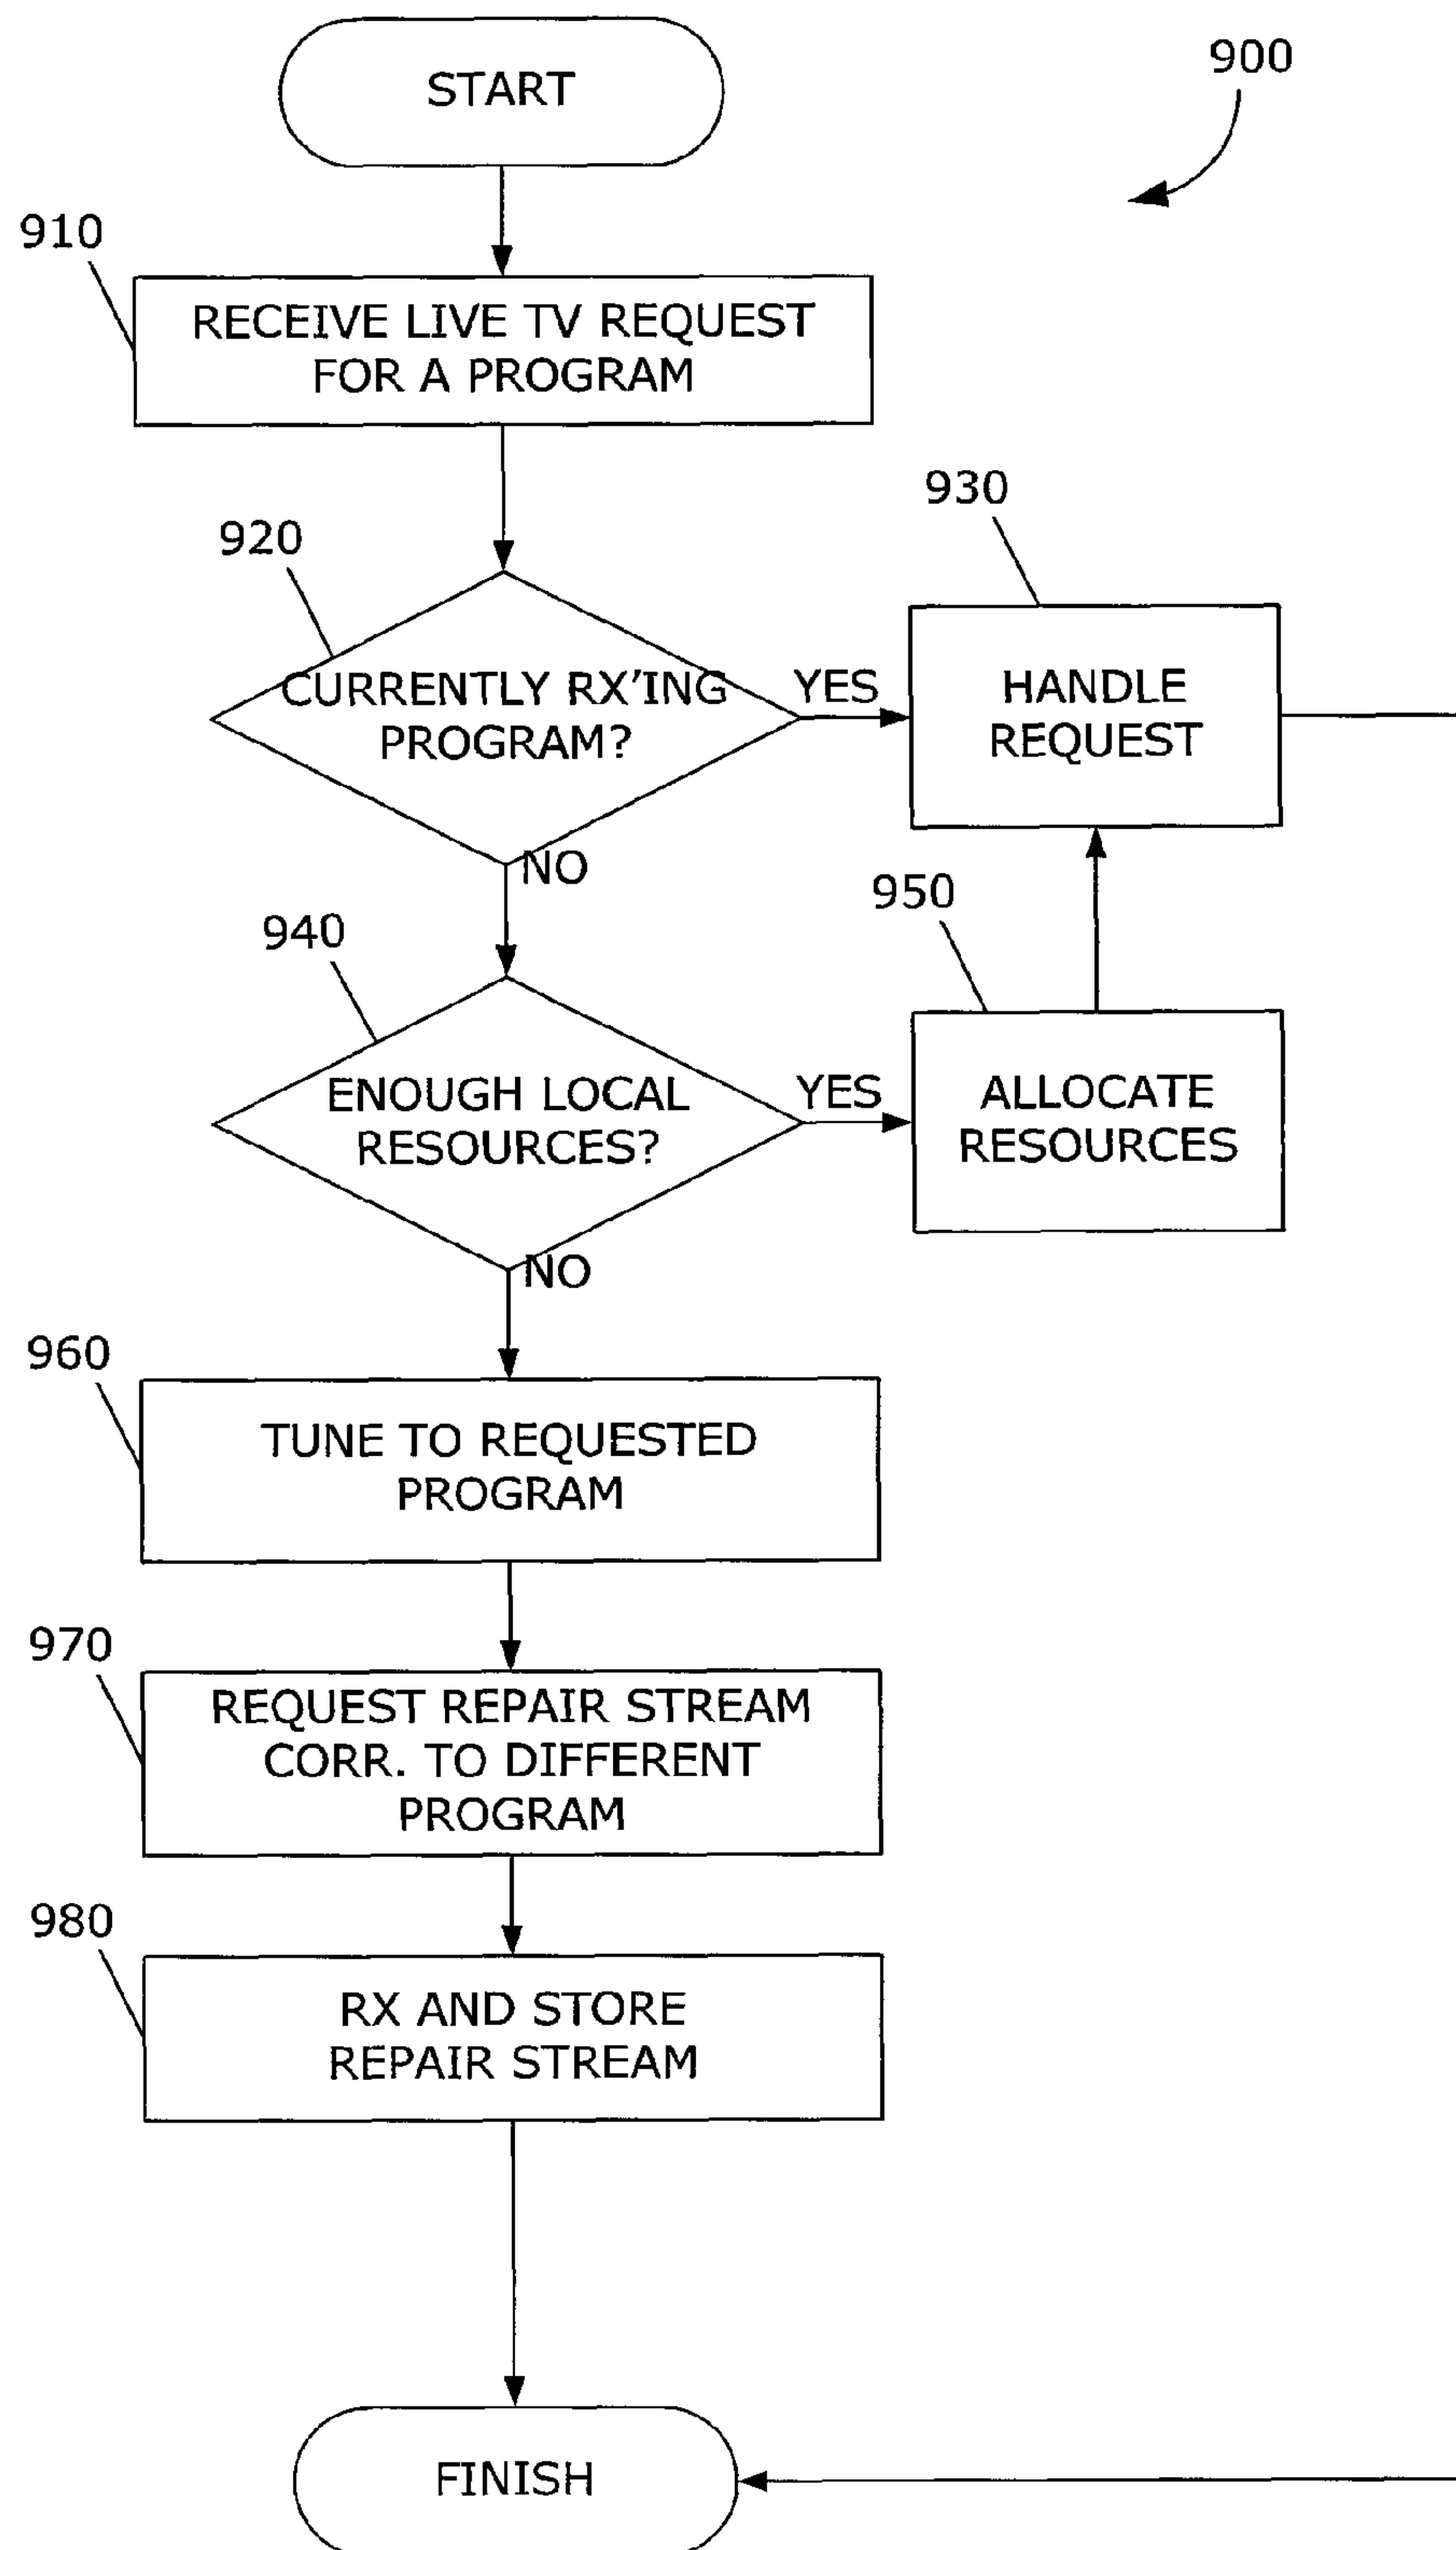 START
900
910
RECEIVE LIVE TV REQUEST
FOR A PROGRAM
920
CURRENTLY RX'ING
PROGRAM?
YES
930
HANDLE
REQUEST
NO
940
ENOUGH LOCAL
RESOURCES?
YES
950
ALLOCATE
RESOURCES
NO
960
TUNE TO REQUESTED
PROGRAM
970
REQUEST REPAIR STREAM
CORR. TO DIFFERENT
PROGRAM
980
RX AND STORE
REPAIR STREAM
FINISH